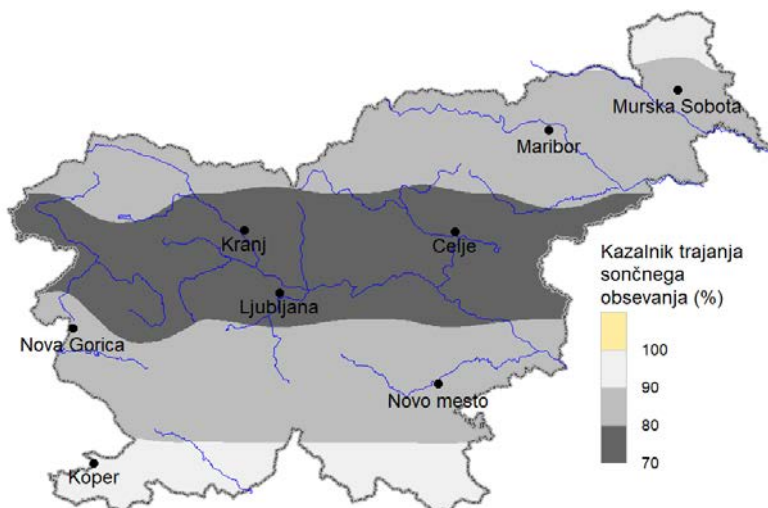 Murska Sobota
Maribor
Kranj
Celje
Ljubljana
Nova Gorica
Novo mesto
Koper
Kazalnik trajanja
sončnega
obsevanja (%)
100
90
80
70